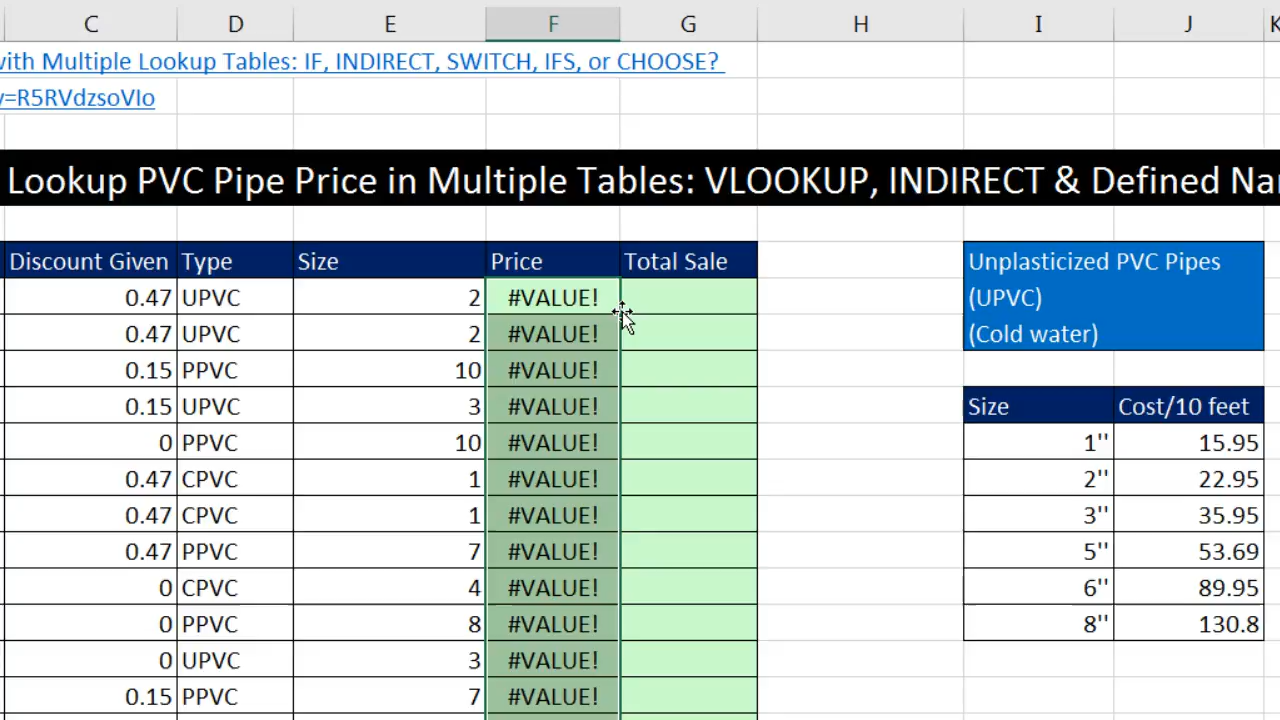 C D E F G H I J K
with Multiple Lookup Tables: IF, INDIRECT, SWITCH, IFS, or CHOOSE?
=R5RVdzsoVIo
Lookup PVC Pipe Price in Multiple Tables: VLOOKUP, INDIRECT & Defined Na
Discount Given Type Size Price Total Sale
0.47 UPVC 2 #VALUE!
0.47 UPVC 2 #VALUE!
0.15 PPVC 10 #VALUE!
0.15 UPVC 3 #VALUE!
0 PPVC 10 #VALUE!
0.47 CPVC 1 #VALUE!
0.47 CPVC 1 #VALUE!
0.47 PPVC 7 #VALUE!
0 CPVC 4 #VALUE!
0 PPVC 8 #VALUE!
0 UPVC 3 #VALUE!
0.15 PPVC 7 #VALUE!
Unplasticized PVC Pipes
(UPVC)
(Cold water)
Size Cost/10 feet
1'' 15.95
2'' 22.95
3'' 35.95
5'' 53.69
6'' 89.95
8'' 130.8